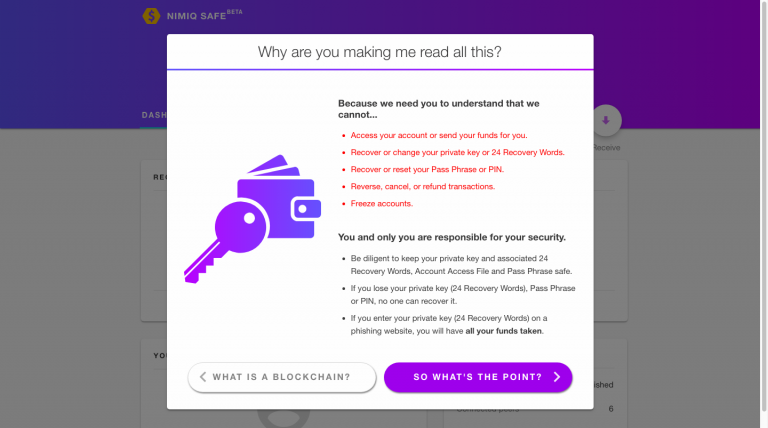 NIMIQ SAFE BETA
Why are you making me read all this?
Because we need you to understand that we
cannot...
Access your account or send your funds for you.
Recover or change your private key or 24 Recovery Words.
Recover or reset your Pass Phrase or PIN.
Reverse, cancel, or refund transactions.
Freeze accounts.
You and only you are responsible for your security.
Be diligent to keep your private key and associated 24
Recovery Words, Account Access File and Pass Phrase safe.
If you lose your private key (24 Recovery Words), Pass Phrase
or PIN, no one can recover it.
If you enter your private key (24 Recovery Words) on a
phishing website, you will have all your funds taken.
WHAT IS A BLOCKCHAIN?
SO WHAT'S THE POINT?
DASH
Receive
REC
YOU
ished
6